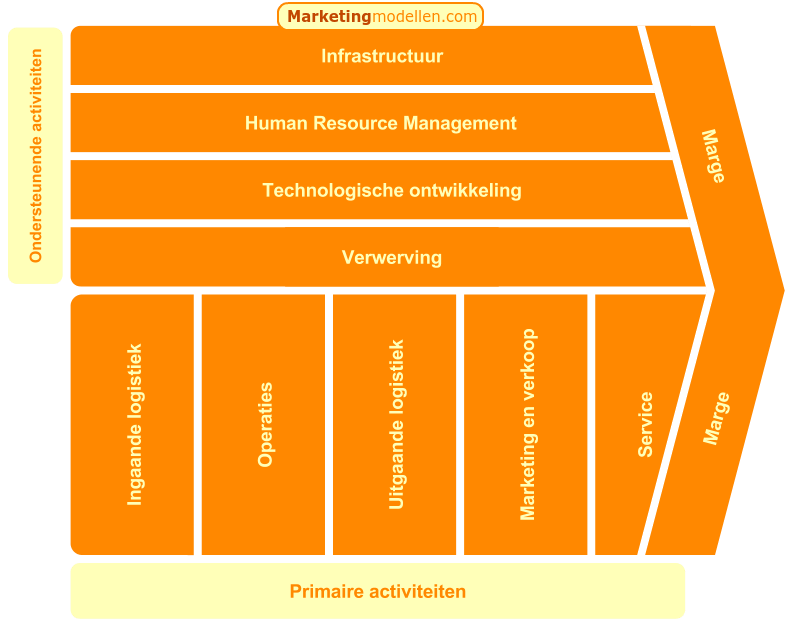 Marketingmodellen.com
Ondersteunende activiteiten
Infrastructuur
Human Resource Management
Technologische ontwikkeling
Verwerving
Marge
Ingaande logistiek
Operaties
Uitgaande logistiek
Marketing en verkoop
Service
Marge
Primaire activiteiten